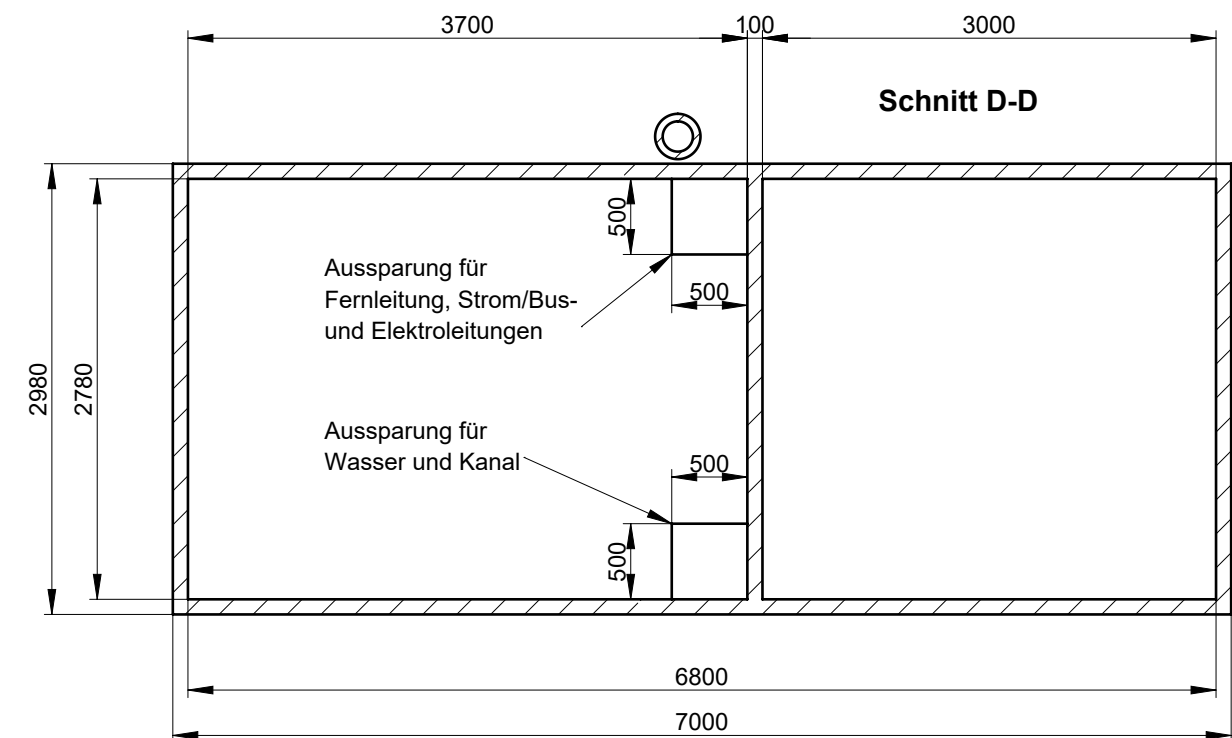 3700
100
3000
Schnitt D-D
500
Aussparung für
Fernleitung, Strom/Bus-
und Elektroleitungen
500
2980
2780
Aussparung für
Wasser und Kanal
500
500
6800
7000